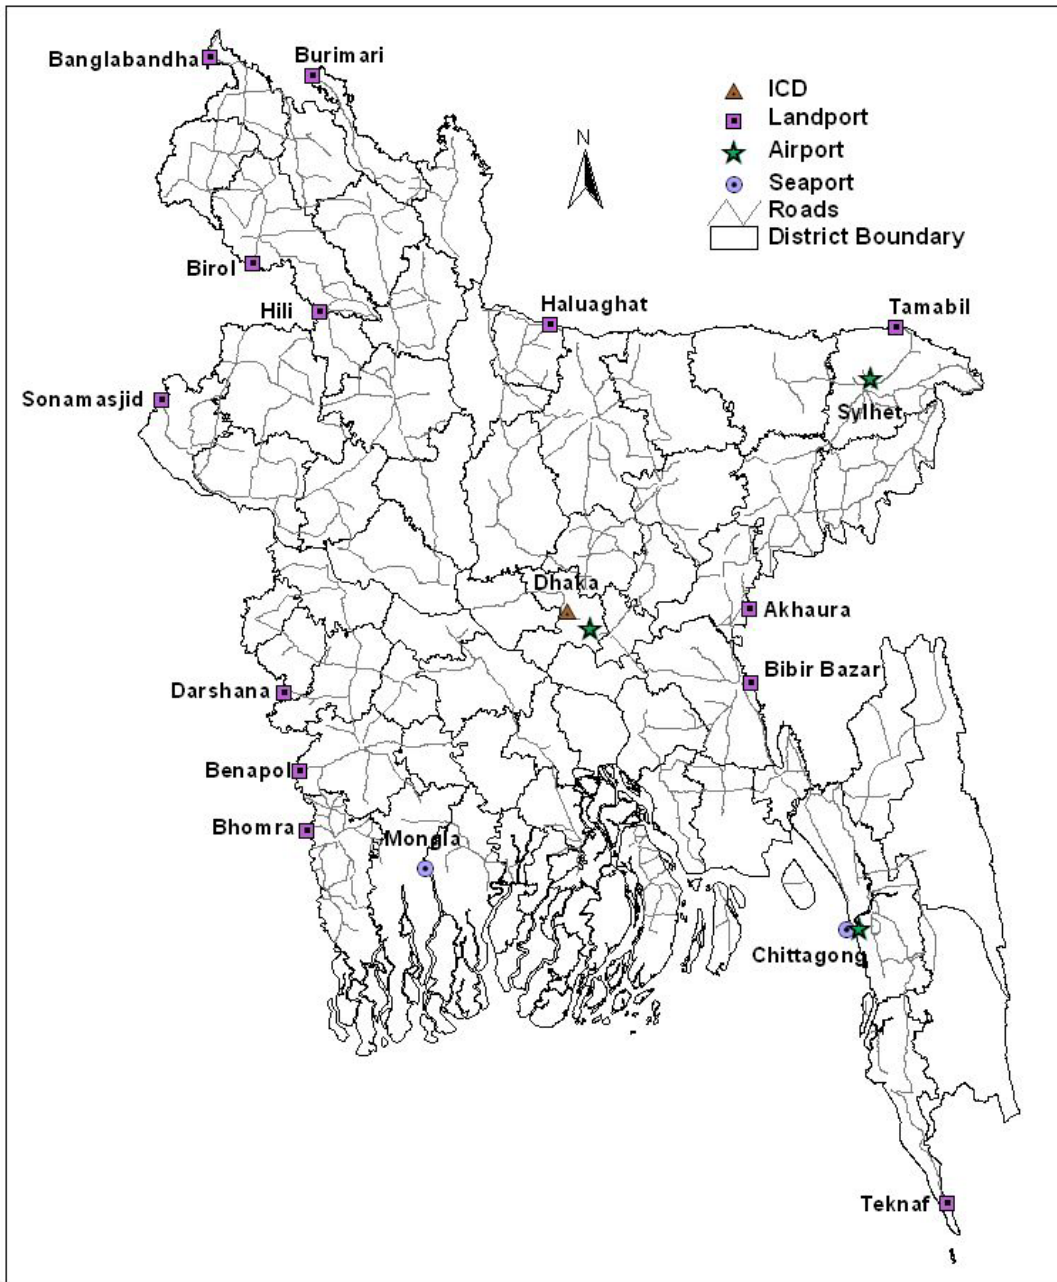 Banglabandha
Burimari
ICD
Landport
Airport
Seaport
Roads
District Boundary
N
Birol
Hili
Haluaghat
Tamabil
Sonamasjid
Sylhet
Dhaka
Akhaura
Bibir Bazar
Darshana
Benapol
Bhomra
Mongla
Chittagong
Teknaf